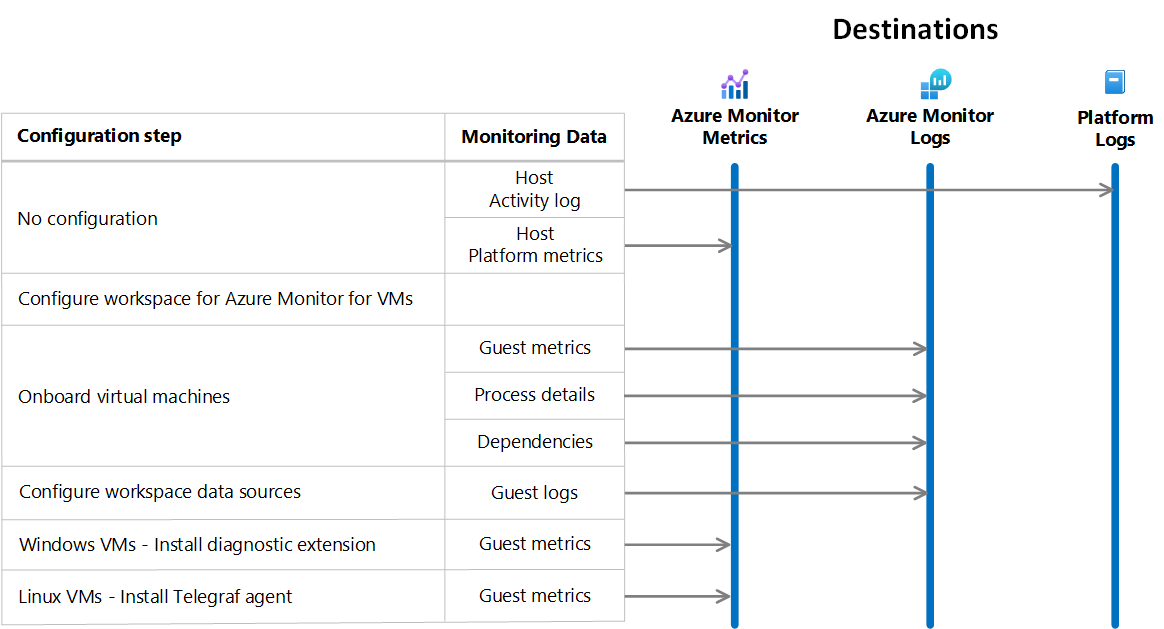 Destinations
Azure Monitor
Metrics
Azure Monitor
Logs
Platform
Logs
Configuration step
Monitoring Data
No configuration
Host
Activity log
Host
Platform metrics
Configure workspace for Azure Monitor for VMs
Onboard virtual machines
Guest metrics
Process details
Dependencies
Configure workspace data sources
Guest logs
Windows VMs - Install diagnostic extension
Guest metrics
Linux VMs - Install Telegraf agent
Guest metrics